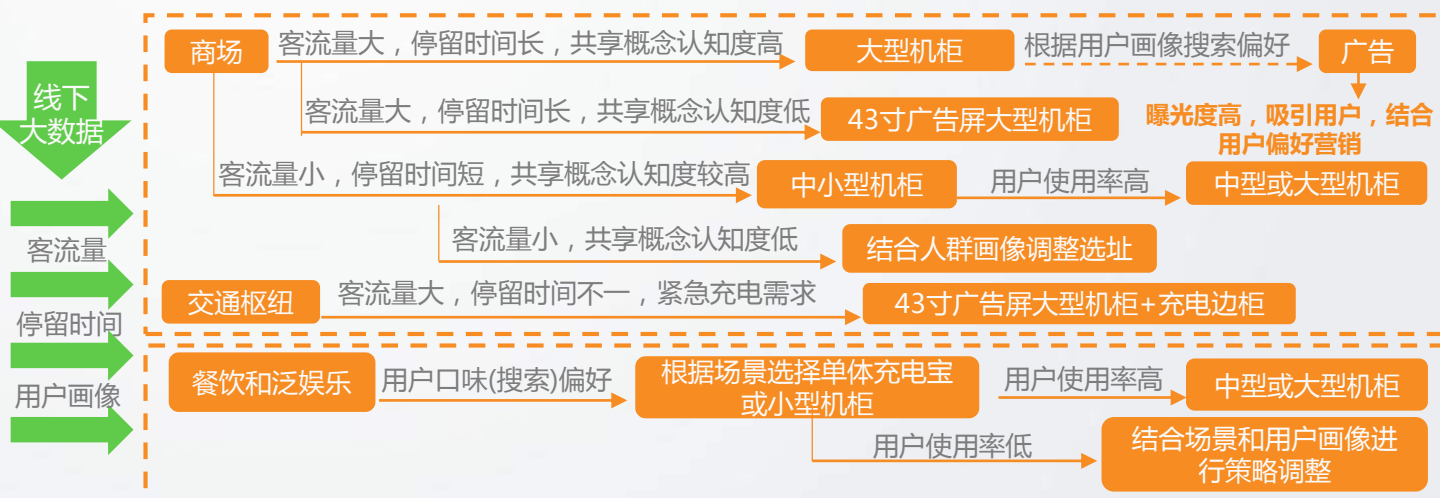 线下
大数据
客流量
停留时间
用户画像
商场
客流量大，停留时间长，共享概念认知度高
大型机柜
根据用户画像搜索偏好
广告
客流量大，停留时间长，共享概念认知度低
43寸广告屏大型机柜
曝光度高，吸引用户，结合
用户偏好营销
客流量小，停留时间短，共享概念认知度较高
中小型机柜
用户使用率高
中型或大型机柜
客流量小，共享概念认知度低
结合人群画像调整选址
交通枢纽
客流量大，停留时间不一，紧急充电需求
43寸广告屏大型机柜+充电边柜
餐饮和泛娱乐
用户口味(搜索)偏好
根据场景选择单体充电宝
或小型机柜
用户使用率高
中型或大型机柜
用户使用率低
结合场景和用户画像进
行策略调整